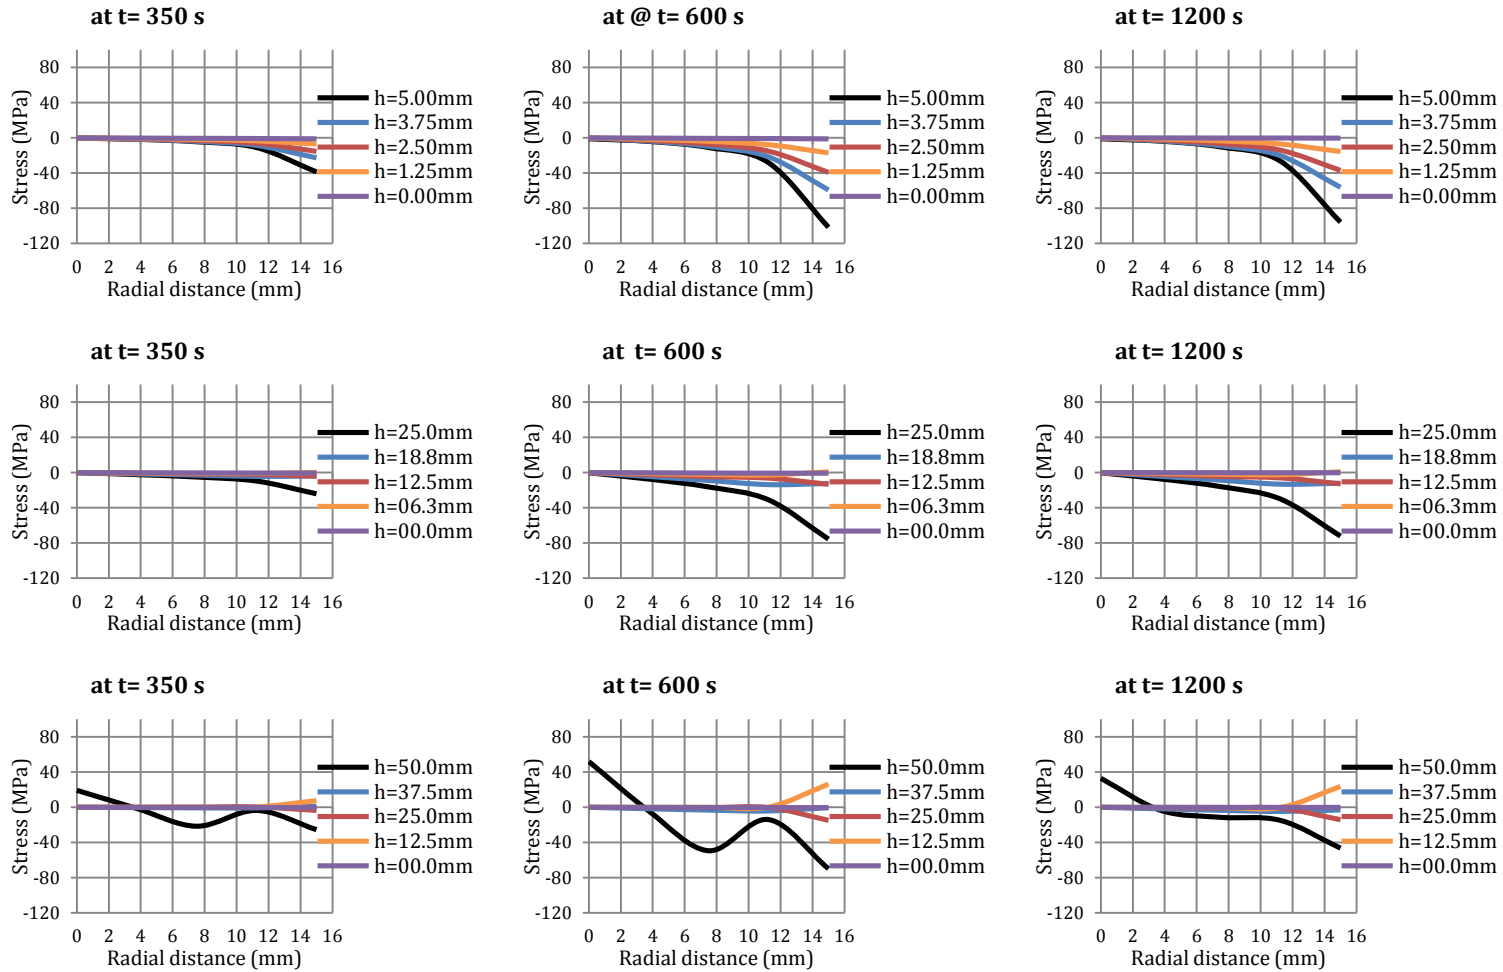 at t= 350 s
80
40
0
-40
-80
-120
Stress (MPa)
0 2 4 6 8 10 12 14 16
Radial distance (mm)
h=5.00mm
h=3.75mm
h=2.50mm
h=1.25mm
h=0.00mm
at @ t= 600 s
80
40
0
-40
-80
-120
Stress (MPa)
0 2 4 6 8 10 12 14 16
Radial distance (mm)
h=5.00mm
h=3.75mm
h=2.50mm
h=1.25mm
h=0.00mm
at t= 1200 s
80
40
0
-40
-80
-120
Stress (MPa)
0 2 4 6 8 10 12 14 16
Radial distance (mm)
h=5.00mm
h=3.75mm
h=2.50mm
h=1.25mm
h=0.00mm
at t= 350 s
80
40
0
-40
-80
-120
Stress (MPa)
0 2 4 6 8 10 12 14 16
Radial distance (mm)
h=25.0mm
h=18.8mm
h=12.5mm
h=06.3mm
h=00.0mm
at t= 600 s
80
40
0
-40
-80
-120
Stress (MPa)
0 2 4 6 8 10 12 14 16
Radial distance (mm)
h=25.0mm
h=18.8mm
h=12.5mm
h=06.3mm
h=00.0mm
at t= 1200 s
80
40
0
-40
-80
-120
Stress (MPa)
0 2 4 6 8 10 12 14 16
Radial distance (mm)
h=25.0mm
h=18.8mm
h=12.5mm
h=06.3mm
h=00.0mm
at t= 350 s
80
40
0
-40
-80
-120
Stress (MPa)
0 2 4 6 8 10 12 14 16
Radial distance (mm)
h=50.0mm
h=37.5mm
h=25.0mm
h=12.5mm
h=00.0mm
at t= 600 s
80
40
0
-40
-80
-120
Stress (MPa)
0 2 4 6 8 10 12 14 16
Radial distance (mm)
h=50.0mm
h=37.5mm
h=25.0mm
h=12.5mm
h=00.0mm
at t= 1200 s
80
40
0
-40
-80
-120
Stress (MPa)
0 2 4 6 8 10 12 14 16
Radial distance (mm)
h=50.0mm
h=37.5mm
h=25.0mm
h=12.5mm
h=00.0mm